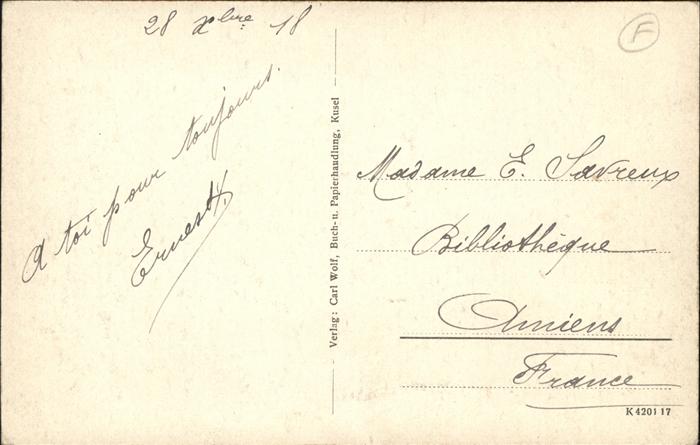 28 Xbre 18
F
A toi pour toujours.
Ernest
Verlag: Carl Wolf, Buch- u. Papierhandlung, Kusel
Madame E. Savreux
Bibliothèque
Amiens
France
K 4201 17